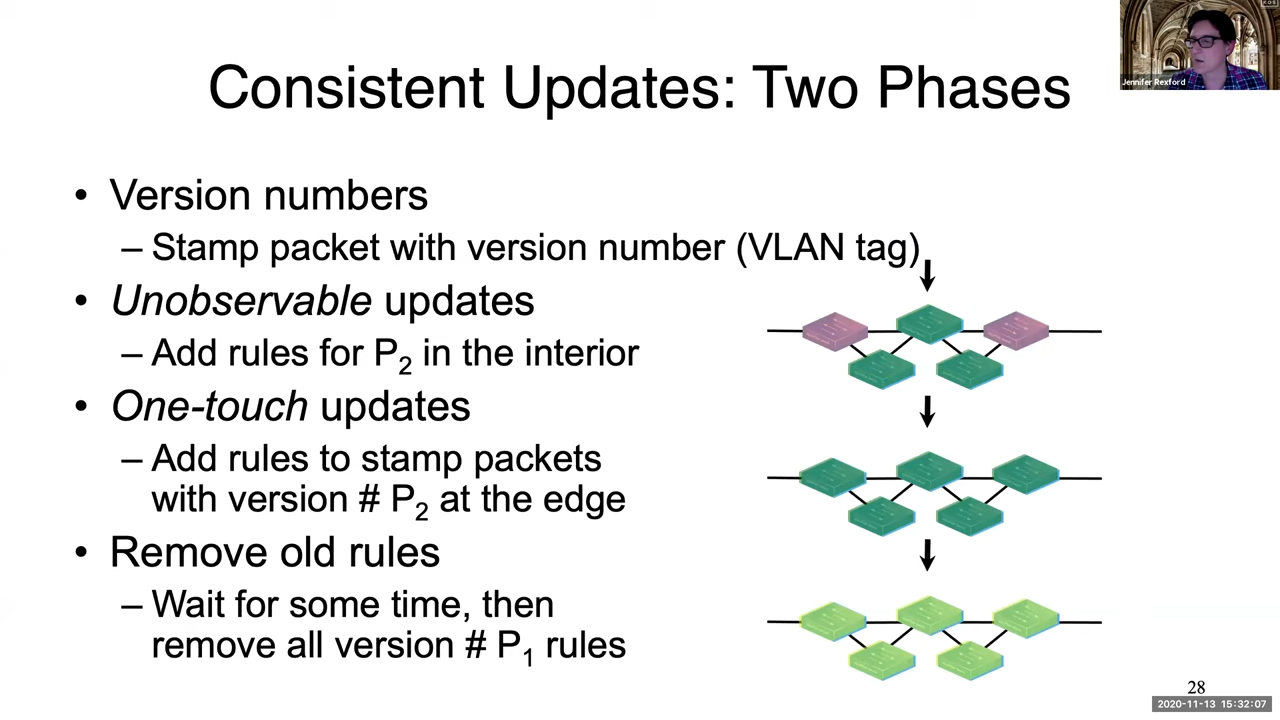 Jennifer Rexford
Consistent Updates: Two Phases
• Version numbers
– Stamp packet with version number (VLAN tag)
• Unobservable updates
– Add rules for P2 in the interior
• One-touch updates
– Add rules to stamp packets
with version # P2 at the edge
• Remove old rules
– Wait for some time, then
remove all version # P1 rules
28
2020-11-13 15:32:07